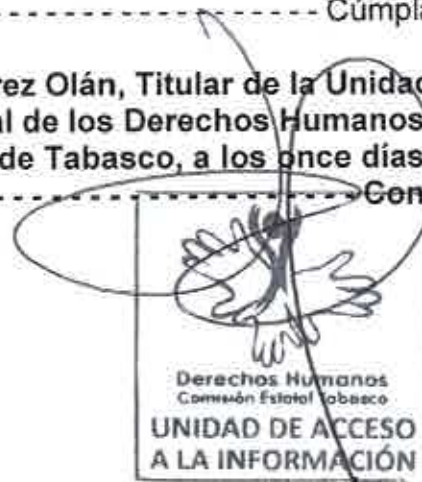 Cúmpla
rez Olán, Titular de la Unidad
al de los Derechos Humanos
de Tabasco, a los once días
Con
Derechos Humanos
Comisión Estatal Tabasco
UNIDAD DE ACCESO
A LA INFORMACIÓN